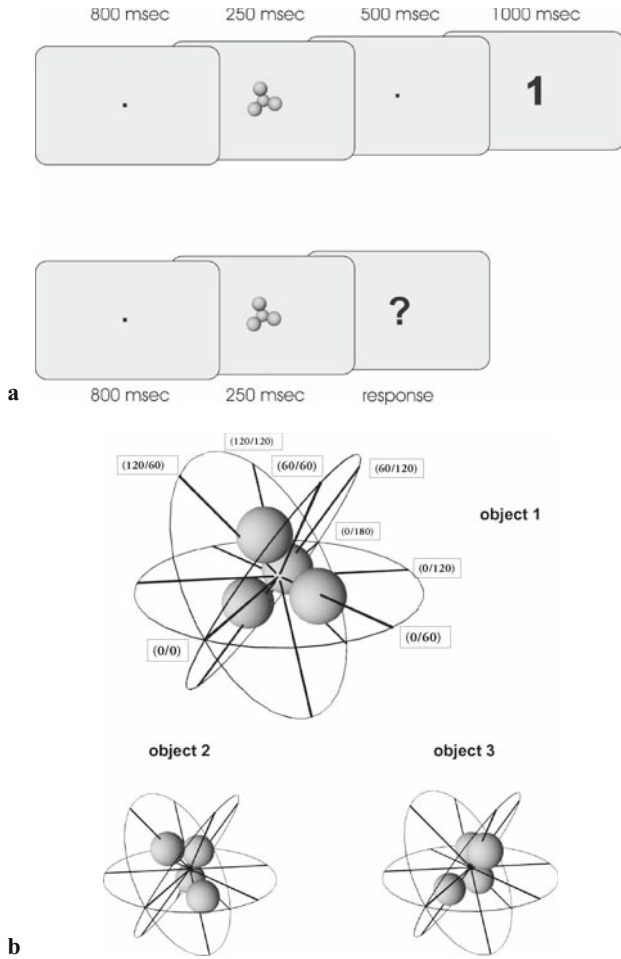 800 msec 250 msec 500 msec 1000 msec
1
?
a
800 msec 250 msec response
(120/120)
(120/60) (60/60) (60/120)
object 1
(0/180)
(0/120)
(0/0) (0/60)
object 2 object 3
b